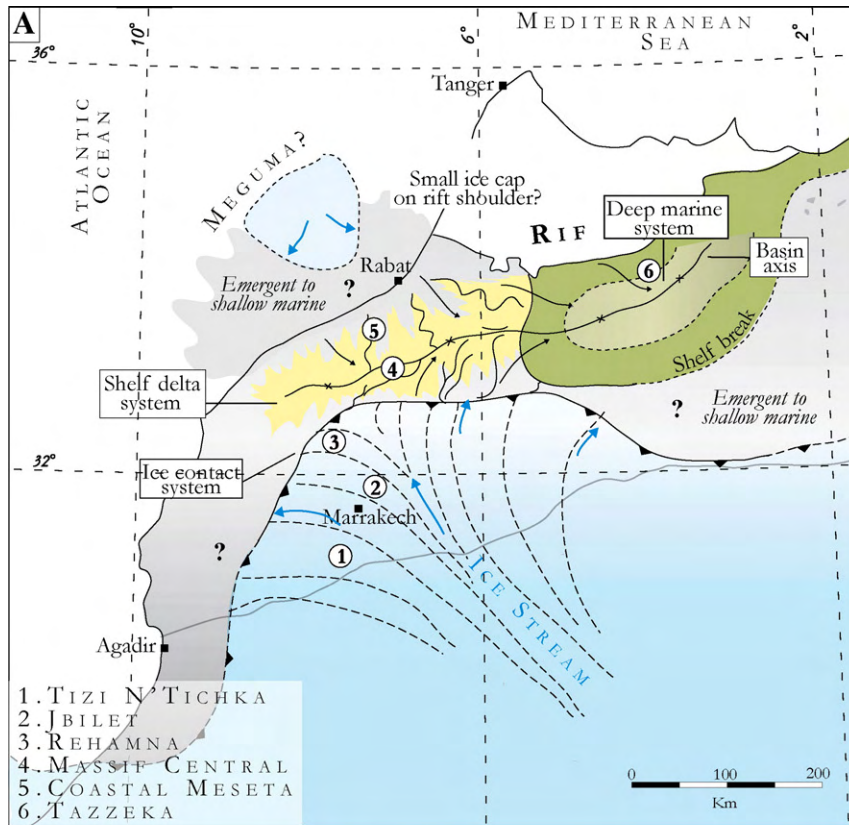 A
10°
6°
2°
MEDITERRANEAN
SEA
36°
Tanger
ATLANTIC
OCEAN
MEGUMA?
Small ice cap
on rift shoulder?
RIF
Deep marine
system
Basin
axis
6
Rabat
Emergent to
shallow marine
?
5
4
Shelf break
Shelf delta
system
?
Emergent to
shallow marine
3
32°
Ice contact
system
2
Marrakech
?
1
ICE STREAM
Agadir
1. TIZI N'TICHKA
2. JBILET
3. REHAMNA
4. MASSIF CENTRAL
5. COASTAL MESETA
6. TAZZEKA
0 100 200
Km